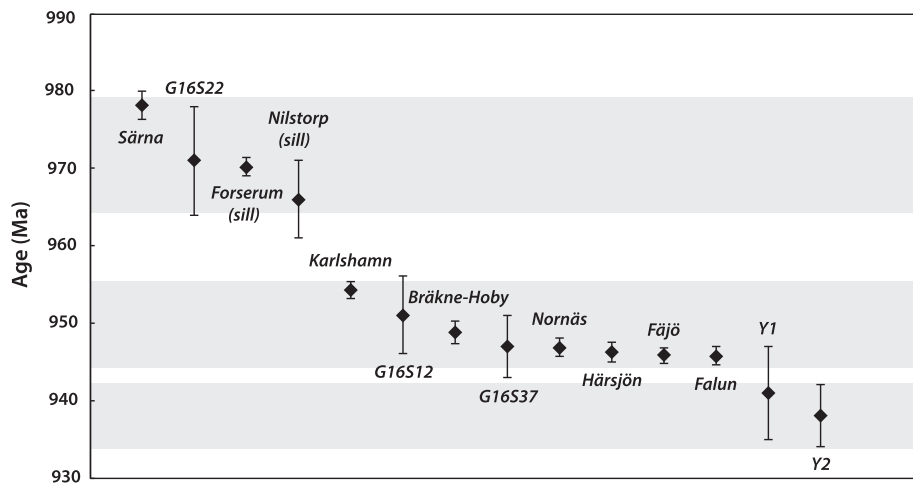 990
980
970
960
950
940
930
Age (Ma)
Särna
G16S22
Forserum
(sill)
Nilstorp
(sill)
Karlshamn
G16S12
Bräkne-Hoby
G16S37
Nornäs
Härsjön
Fäjö
Falun
Y1
Y2